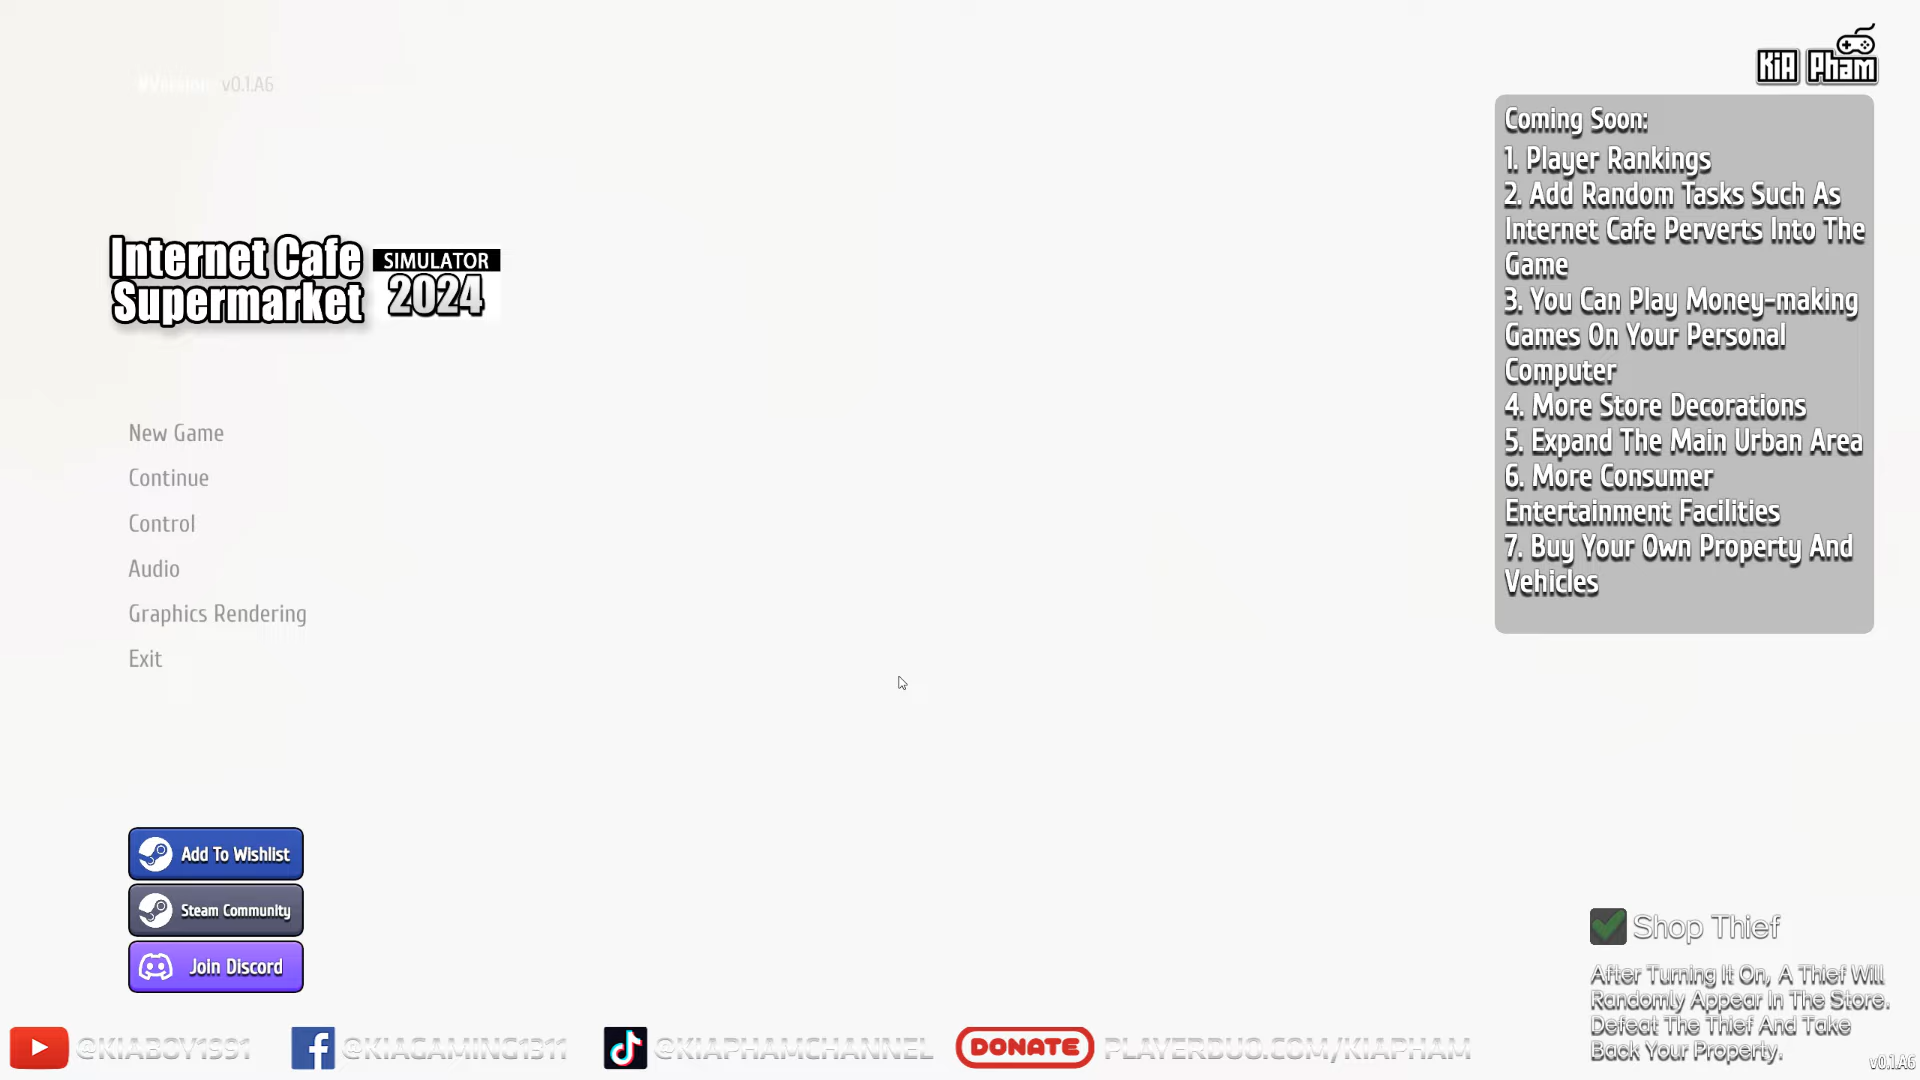 #Version: v0.1.A6
KiA Pham
Internet Cafe
Supermarket
SIMULATOR
2024
New Game
Continue
Control
Audio
Graphics Rendering
Exit
Coming Soon:
1. Player Rankings
2. Add Random Tasks Such As
Internet Cafe Perverts Into The
Game
3. You Can Play Money-making
Games On Your Personal
Computer
4. More Store Decorations
5. Expand The Main Urban Area
6. More Consumer
Entertainment Facilities
7. Buy Your Own Property And
Vehicles
Add To Wishlist
Steam Community
Join Discord
Shop Thief
After Turning It On, A Thief Will
Randomly Appear In The Store.
Defeat The Thief And Take
Back Your Property.
@KIABOY1991
@KIAGAMING1311
@KIAPHAMCHANNEL
DONATE
PLAYERDUO.COM/KIAPHAM
v0.1.A6